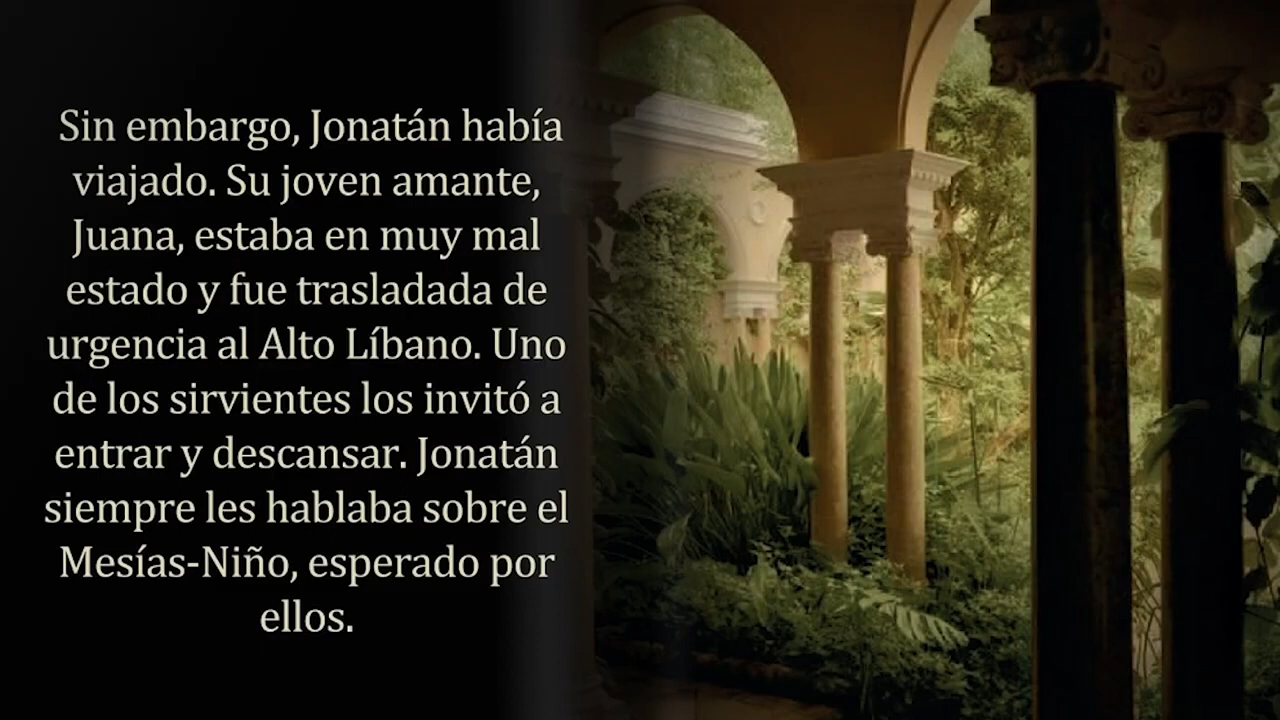 Sin embargo, Jonatán había
viajado. Su joven amante,
Juana, estaba en muy mal
estado y fue trasladada de
urgencia al Alto Líbano. Uno
de los sirvientes los invitó a
entrar y descansar. Jonatán
siempre les hablaba sobre el
Mesías-Niño, esperado por
ellos.